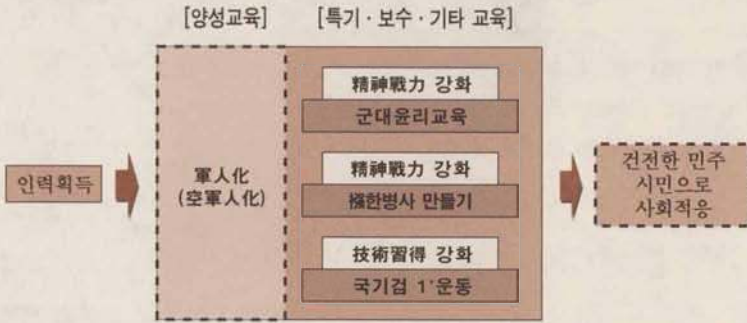 [양성교육] [특기·보수·기타 교육]
精神戰力 강화
군대윤리교육
인력획득
軍人化
(空軍人化)
精神戰力 강화
한병사 만들기
技術習得 강화
국기검 1˚운동
건전한 민주
시민으로
사회적응